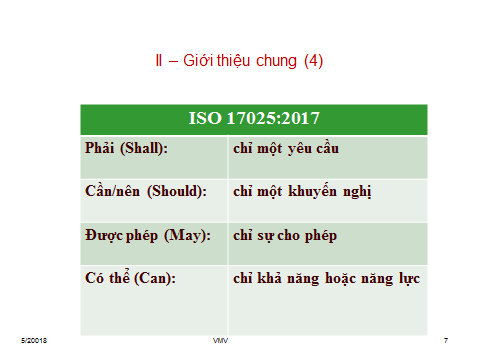 II – Giới thiệu chung (4)
ISO 17025:2017
Phải (Shall): chỉ một yêu cầu
Cần/nên (Should): chỉ một khuyến nghị
Được phép (May): chỉ sự cho phép
Có thể (Can): chỉ khả năng hoặc năng lực
5/20018 VMV 7